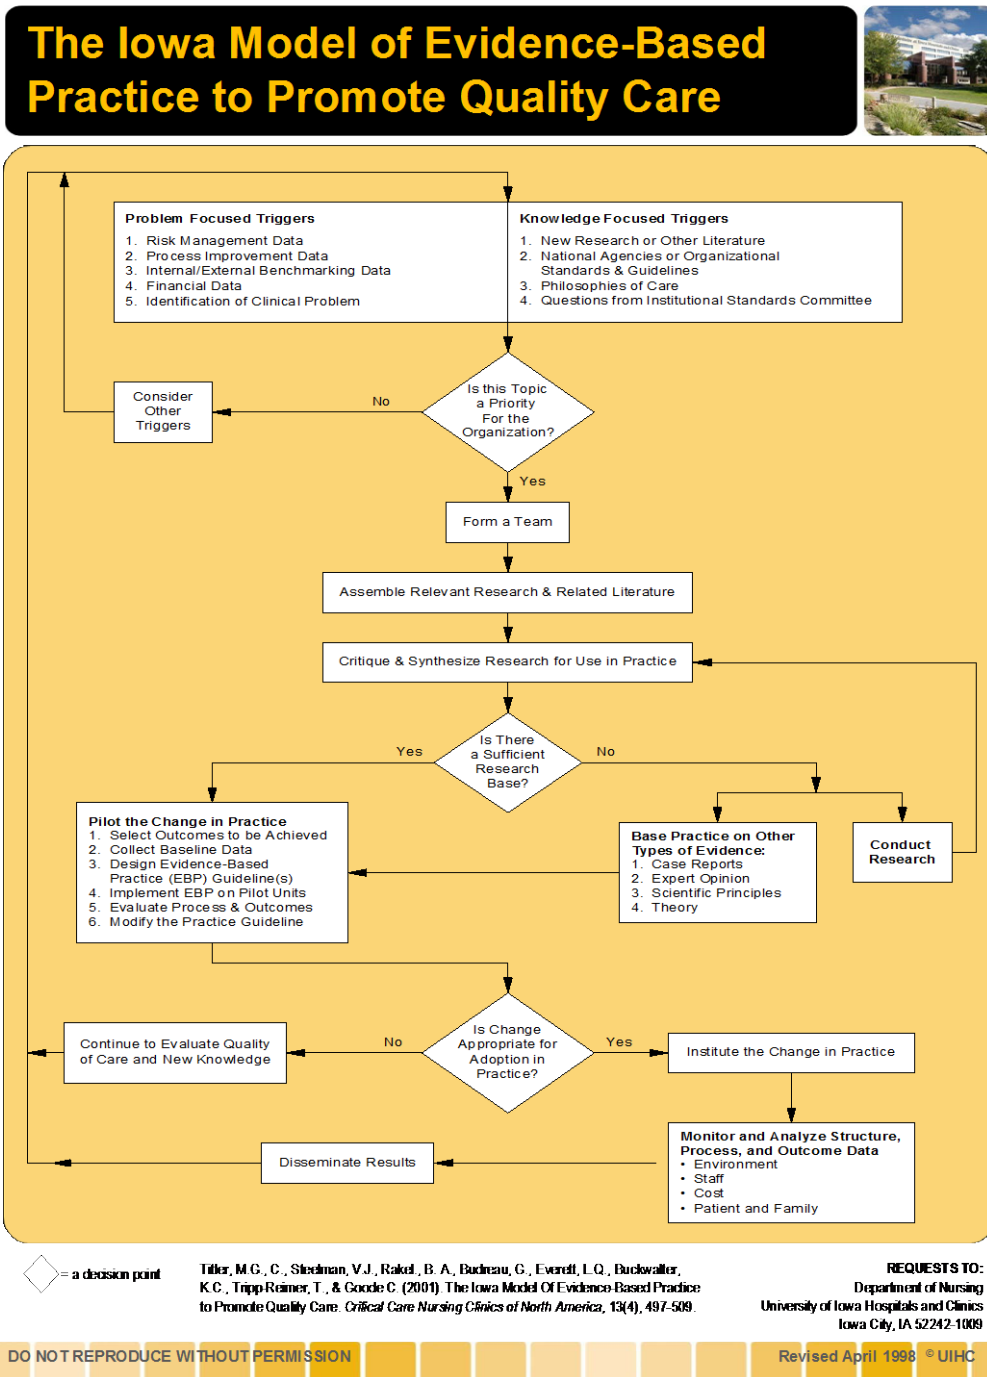 The Iowa Model of Evidence-Based
Practice to Promote Quality Care
Problem Focused Triggers
1. Risk Management Data
2. Process Improvement Data
3. Internal/External Benchmarking Data
4. Financial Data
5. Identification of Clinical Problem
Knowledge Focused Triggers
1. New Research or Other Literature
2. National Agencies or Organizational
Standards & Guidelines
3. Philosophies of Care
4. Questions from Institutional Standards Committee
Consider
Other
Triggers
No
Is this Topic
a Priority
For the
Organization?
Yes
Form a Team
Assemble Relevant Research & Related Literature
Critique & Synthesize Research for Use in Practice
Yes
Is There
a Sufficient
Research
Base?
No
Pilot the Change in Practice
1. Select Outcomes to be Achieved
2. Collect Baseline Data
3. Design Evidence-Based
Practice (EBP) Guideline(s)
4. Implement EBP on Pilot Units
5. Evaluate Process & Outcomes
6. Modify the Practice Guideline
Base Practice on Other
Types of Evidence:
1. Case Reports
2. Expert Opinion
3. Scientific Principles
4. Theory
Conduct
Research
Continue to Evaluate Quality
of Care and New Knowledge
No
Is Change
Appropriate for
Adoption in
Practice?
Yes
Institute the Change in Practice
Monitor and Analyze Structure,
Process, and Outcome Data
• Environment
• Staff
• Cost
• Patient and Family
Disseminate Results
= a decision point
Titler, M.G., C., Steelman, V.J., Rakel., B. A., Budreau, G., Everett, L.Q., Buckwalter,
K.C., Tripp-Reimer, T., & Goode C. (2001). The Iowa Model Of Evidence-Based Practice
to Promote Quality Care. Critical Care Nursing Clinics of North America, 13(4), 497-509.
REQUESTS TO:
Department of Nursing
University of Iowa Hospitals and Clinics
Iowa City, IA 52242-1009
DO NOT REPRODUCE WITHOUT PERMISSION
Revised April 1998 © UIHC